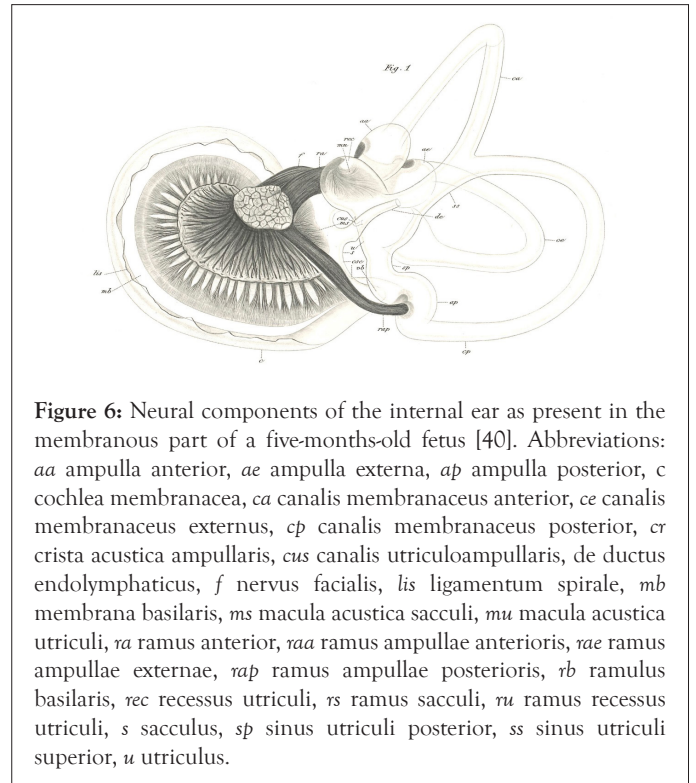 Fig. 1
ca
aa
rec
mu
ae
f
ra
ss
cus
ms
de
u
s
ce
csc
sp
lis
mb
ap
rap
cp
c
Figure 6: Neural components of the internal ear as present in the
membranous part of a five-months-old fetus [40]. Abbreviations:
aa ampulla anterior, ae ampulla externa, ap ampulla posterior, c
cochlea membranacea, ca canalis membranaceus anterior, ce canalis
membranaceus externus, cp canalis membranaceus posterior, cr
crista acustica ampullaris, cus canalis utriculoampullaris, de ductus
endolymphaticus, f nervus facialis, lis ligamentum spirale, mb
membrana basilaris, ms macula acustica sacculi, mu macula acustica
utriculi, ra ramus anterior, raa ramus ampullae anterioris, rae ramus
ampullae externae, rap ramus ampullae posterioris, rb ramulus
basilaris, rec recessus utriculi, rs ramus sacculi, ru ramus recessus
utriculi, s sacculus, sp sinus utriculi posterior, ss sinus utriculi
superior, u utriculus.